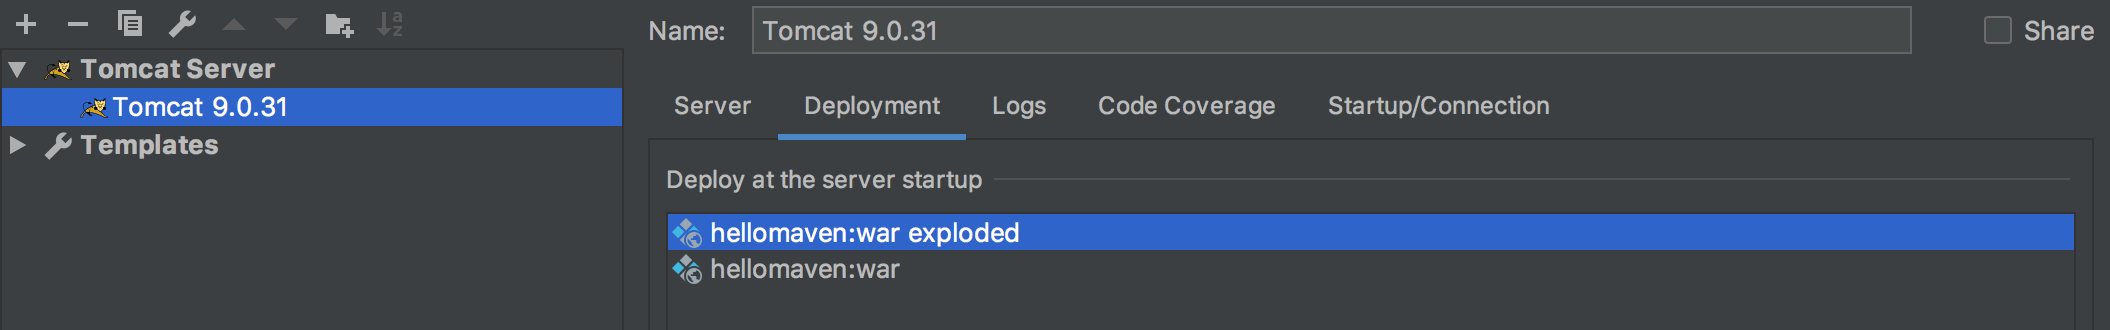 Name: Tomcat 9.0.31 Share
Tomcat Server
Tomcat 9.0.31
Templates
Server Deployment Logs Code Coverage Startup/Connection
Deploy at the server startup
hellomaven:war exploded
hellomaven:war